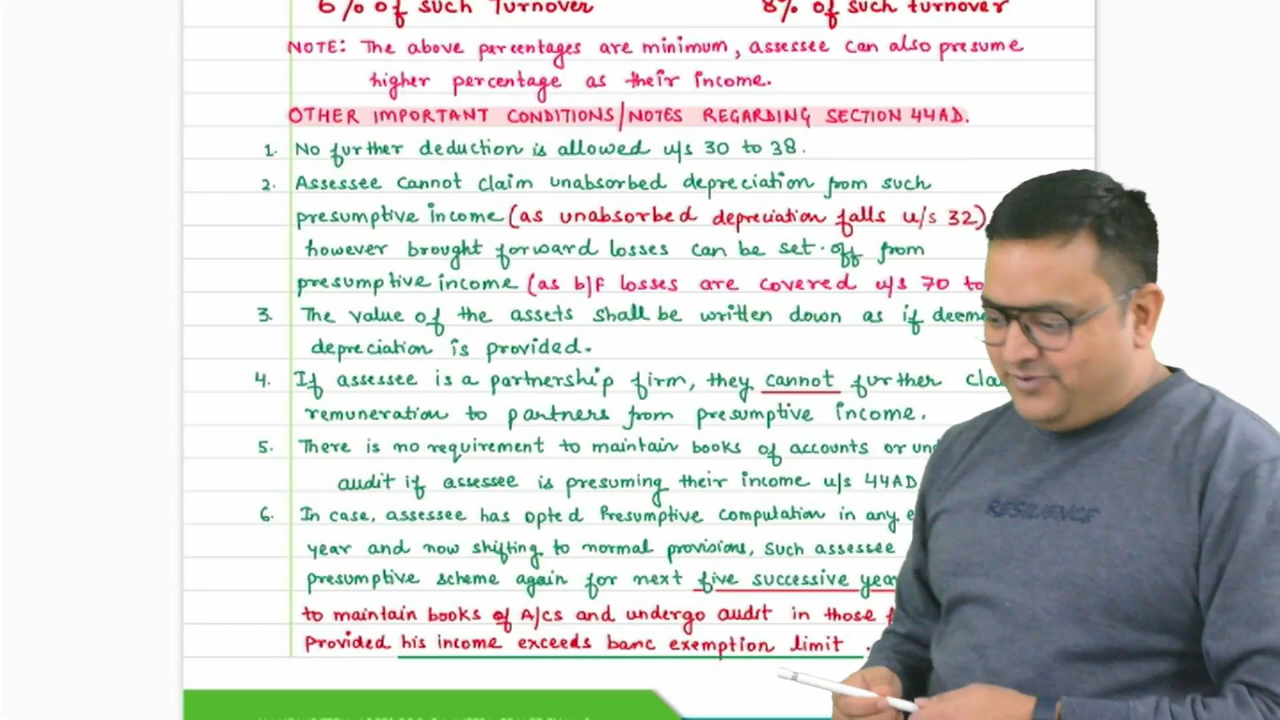 6% of such Turnover 8% of such turnover
NOTE: The above percentages are minimum, assessee can also presume
higher percentage as their income.
OTHER IMPORTANT CONDITIONS/NOTES REGARDING SECTION 44AD.
1. No further deduction is allowed u/s 30 to 38.
2. Assessee cannot claim unabsorbed depreciation from such
presumptive income (as unabsorbed depreciation falls u/s 32)
however brought forward losses can be set-off from
presumptive income (as b/f losses are covered u/s 70 to
3. The value of the assets shall be written down as if deem
depreciation is provided.
4. If assessee is a partnership firm, they cannot further cla
remuneration to partners from presumptive income.
5. There is no requirement to maintain books of accounts or un
audit if assessee is presuming their income u/s 44AD
6. In case, assessee has opted Presumptive computation in any
year and now shifting to normal provisions, such assessee
presumptive scheme again for next five successive year
to maintain books of A/cs and undergo audit in those
Provided his income exceeds basic exemption limit.
RESILIENCE